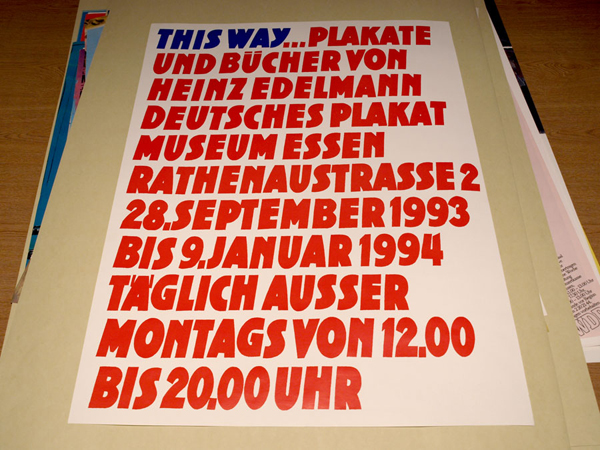 THIS WAY...PLAKATE
UND BÜCHER VON
HEINZ EDELMANN
DEUTSCHES PLAKAT
MUSEUM ESSEN
RATHENAUSTRASSE 2
28.SEPTEMBER 1993
BIS 9.JANUAR 1994
TÄGLICH AUSSER
MONTAGS VON 12.00
BIS 20.00 UHR